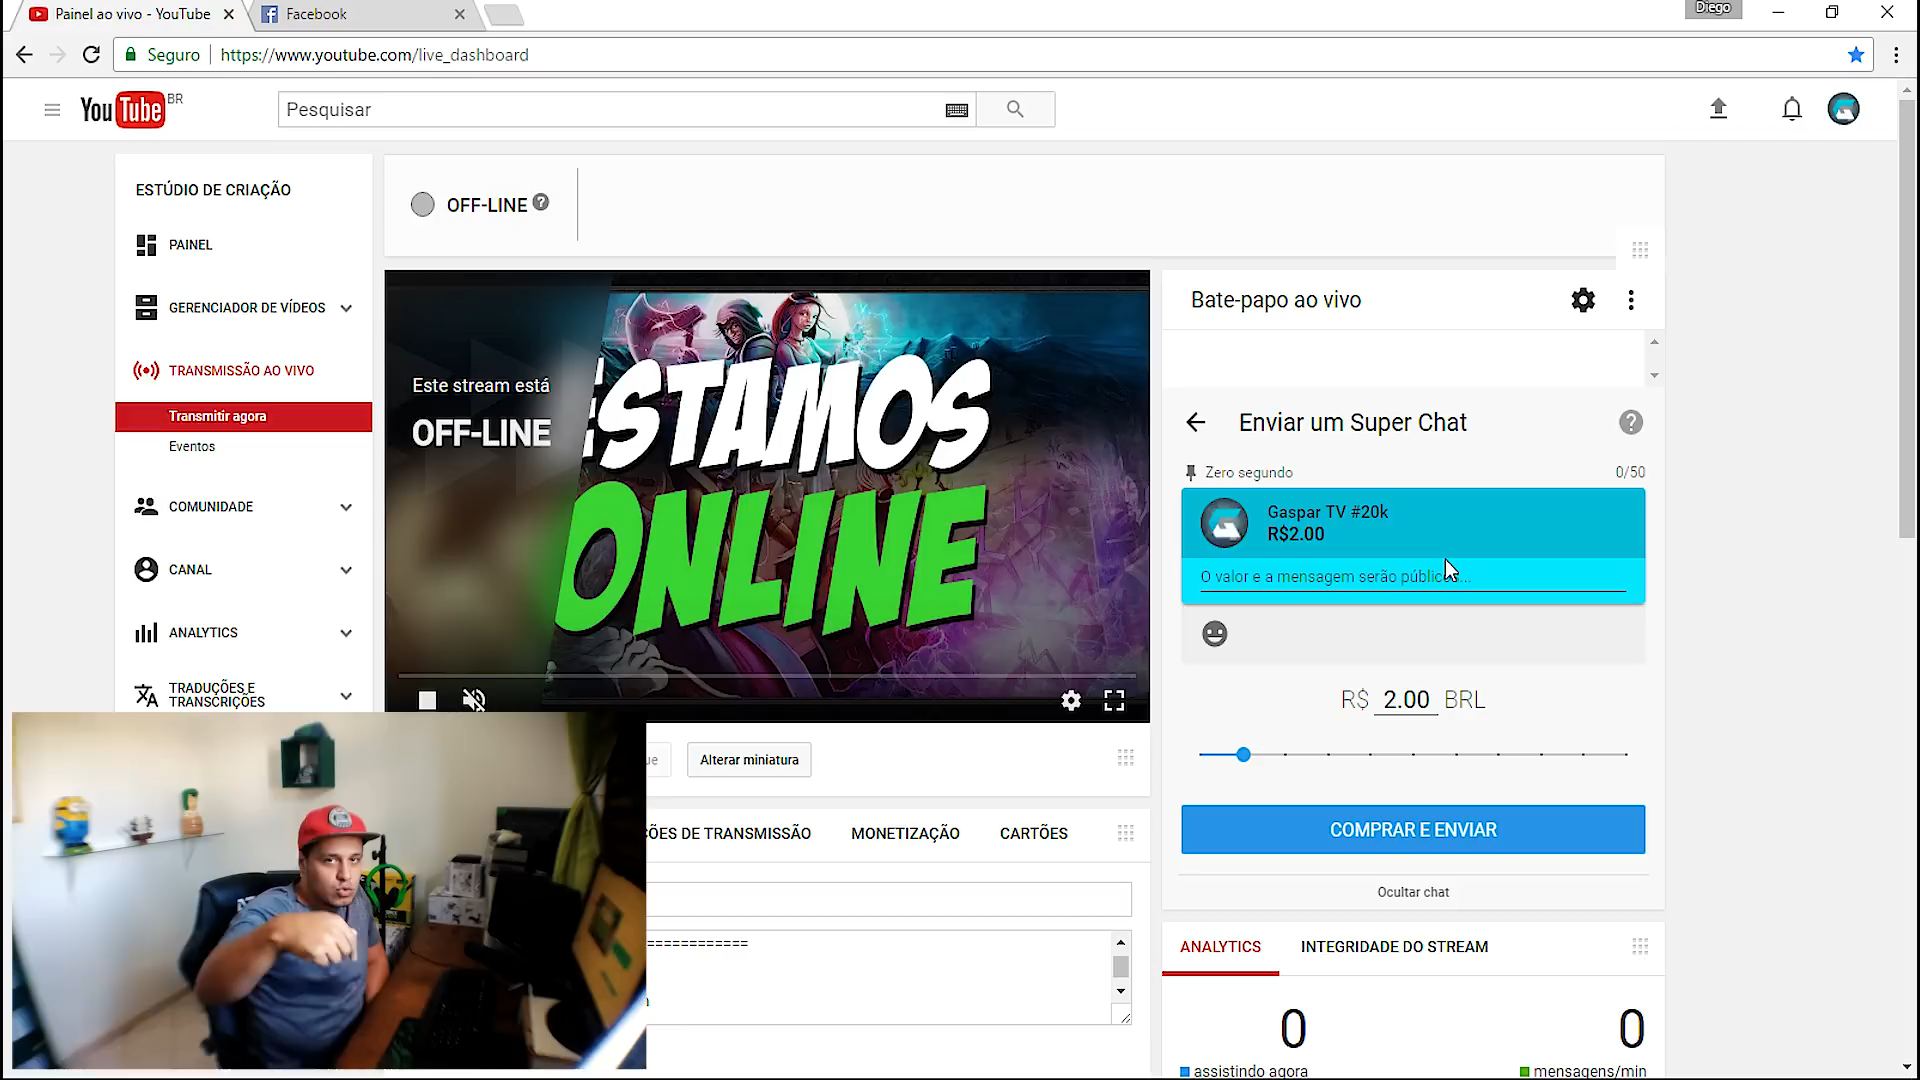 Painel ao vivo - YouTube
Facebook
Diego
Seguro
https://www.youtube.com/live_dashboard
YouTube BR
Pesquisar
ESTÚDIO DE CRIAÇÃO
PAINEL
GERENCIADOR DE VÍDEOS
TRANSMISSÃO AO VIVO
Transmitir agora
Eventos
COMUNIDADE
CANAL
ANALYTICS
TRADUÇÕES E
TRANSCRIÇÕES
OFF-LINE
Este stream está
OFF-LINE
ESTAMOS
ONLINE
ue
Alterar miniatura
ÕES DE TRANSMISSÃO
MONETIZAÇÃO
CARTÕES
============
Bate-papo ao vivo
Enviar um Super Chat
Zero segundo
0/50
Gaspar TV #20k
R$2.00
O valor e a mensagem serão públic...
R$ 2.00 BRL
COMPRAR E ENVIAR
Ocultar chat
ANALYTICS
INTEGRIDADE DO STREAM
0
0
assistindo agora
mensagens/min